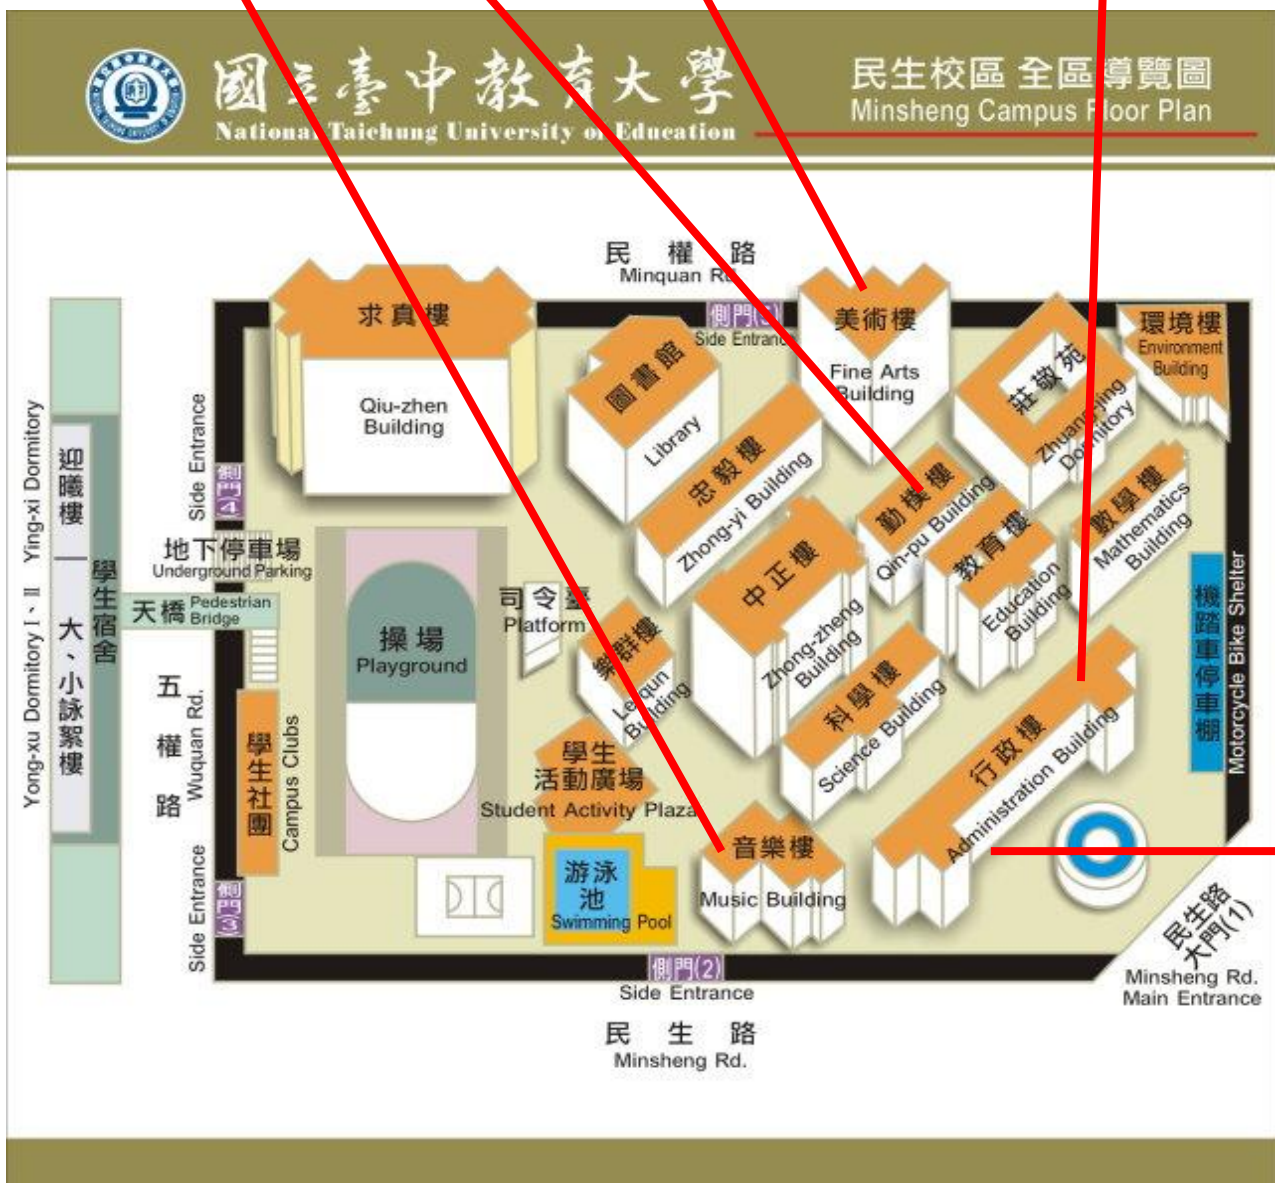 國立臺中教育大學
National Taichung University of Education
民生校區 全區導覽圖
Minsheng Campus Floor Plan
民權路
Minquan Rd.
求真樓
Qiu-zhen
Building
圖書館
Library
側門(5)
Side Entrance
美術樓
Fine Arts
Building
莊敬苑
Zhuang-jing
Dormitory
環境樓
Environment
Building
忠毅樓
Zhong-yi Building
勤樸樓
Qin-pu Building
教育樓
Education
Building
數學樓
Mathematics
Building
中正樓
Zhong-zheng
Building
機踏車停車棚
Motorcycle Bike Shelter
Side Entrance
側門(4)
迎曦樓
Ying-xi Dormitory
大、小詠絮樓
Yong-xu Dormitory I、II
學生宿舍
地下停車場
Underground Parking
天橋
Pedestrian
Bridge
操場
Playground
司令臺
Platform
樂群樓
Le-qun
Building
科學樓
Science Building
行政樓
Administration Building
五權路
Wuquan Rd.
學生社團
Campus Clubs
學生
活動廣場
Student Activity Plaza
音樂樓
Music Building
游泳
池
Swimming Pool
Side Entrance
側門(3)
側門(2)
Side Entrance
民生路
大門(1)
Minsheng Rd.
Main Entrance
民生路
Minsheng Rd.